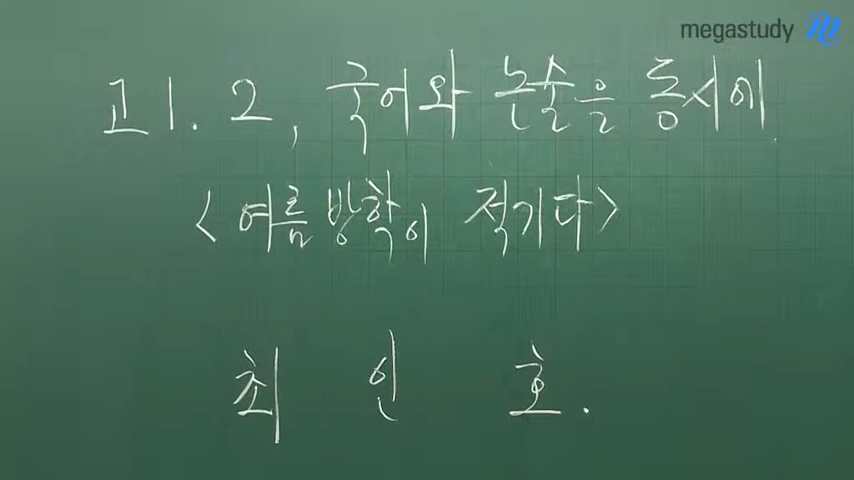 megastudy
고1. 2, 국어와 논술을 동시에.
<여름 방학이 적기다>
최 인 호.